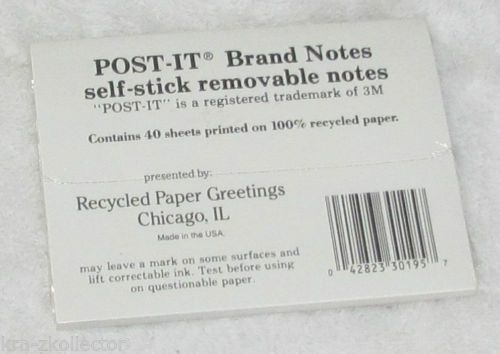 POST-IT® Brand Notes
self-stick removable notes
"POST-IT" is a registered trademark of 3M
Contains 40 sheets printed on 100% recycled paper.
presented by:
Recycled Paper Greetings
Chicago, IL
Made in the USA.
may leave a mark on some surfaces and
lift correctable ink. Test before using
on questionable paper.
0 42823 30195 7
kra-zkollector